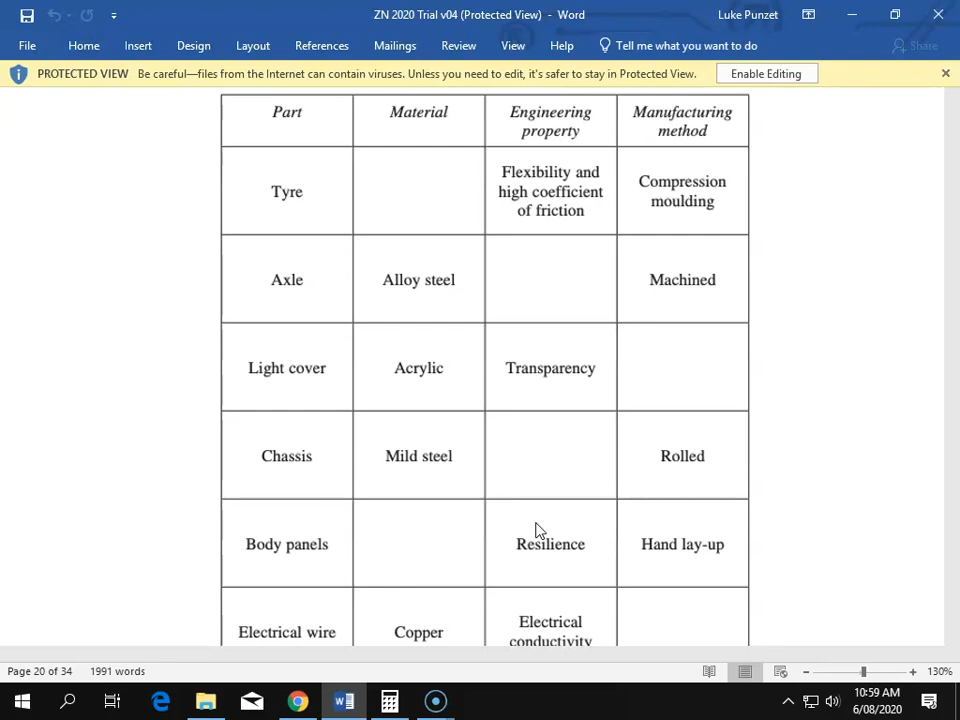 ZN 2020 Trial v04 (Protected View) - Word
Luke Punzet
File Home Insert Design Layout References Mailings Review View Help Tell me what you want to do Share
PROTECTED VIEW Be careful—files from the Internet can contain viruses. Unless you need to edit, it's safer to stay in Protected View. Enable Editing
Part Material Engineering property Manufacturing method
Tyre Flexibility and high coefficient of friction Compression moulding
Axle Alloy steel Machined
Light cover Acrylic Transparency
Chassis Mild steel Rolled
Body panels Resilience Hand lay-up
Electrical wire Copper Electrical conductivity
Page 20 of 34 1991 words 130%
10:59 AM
6/08/2020